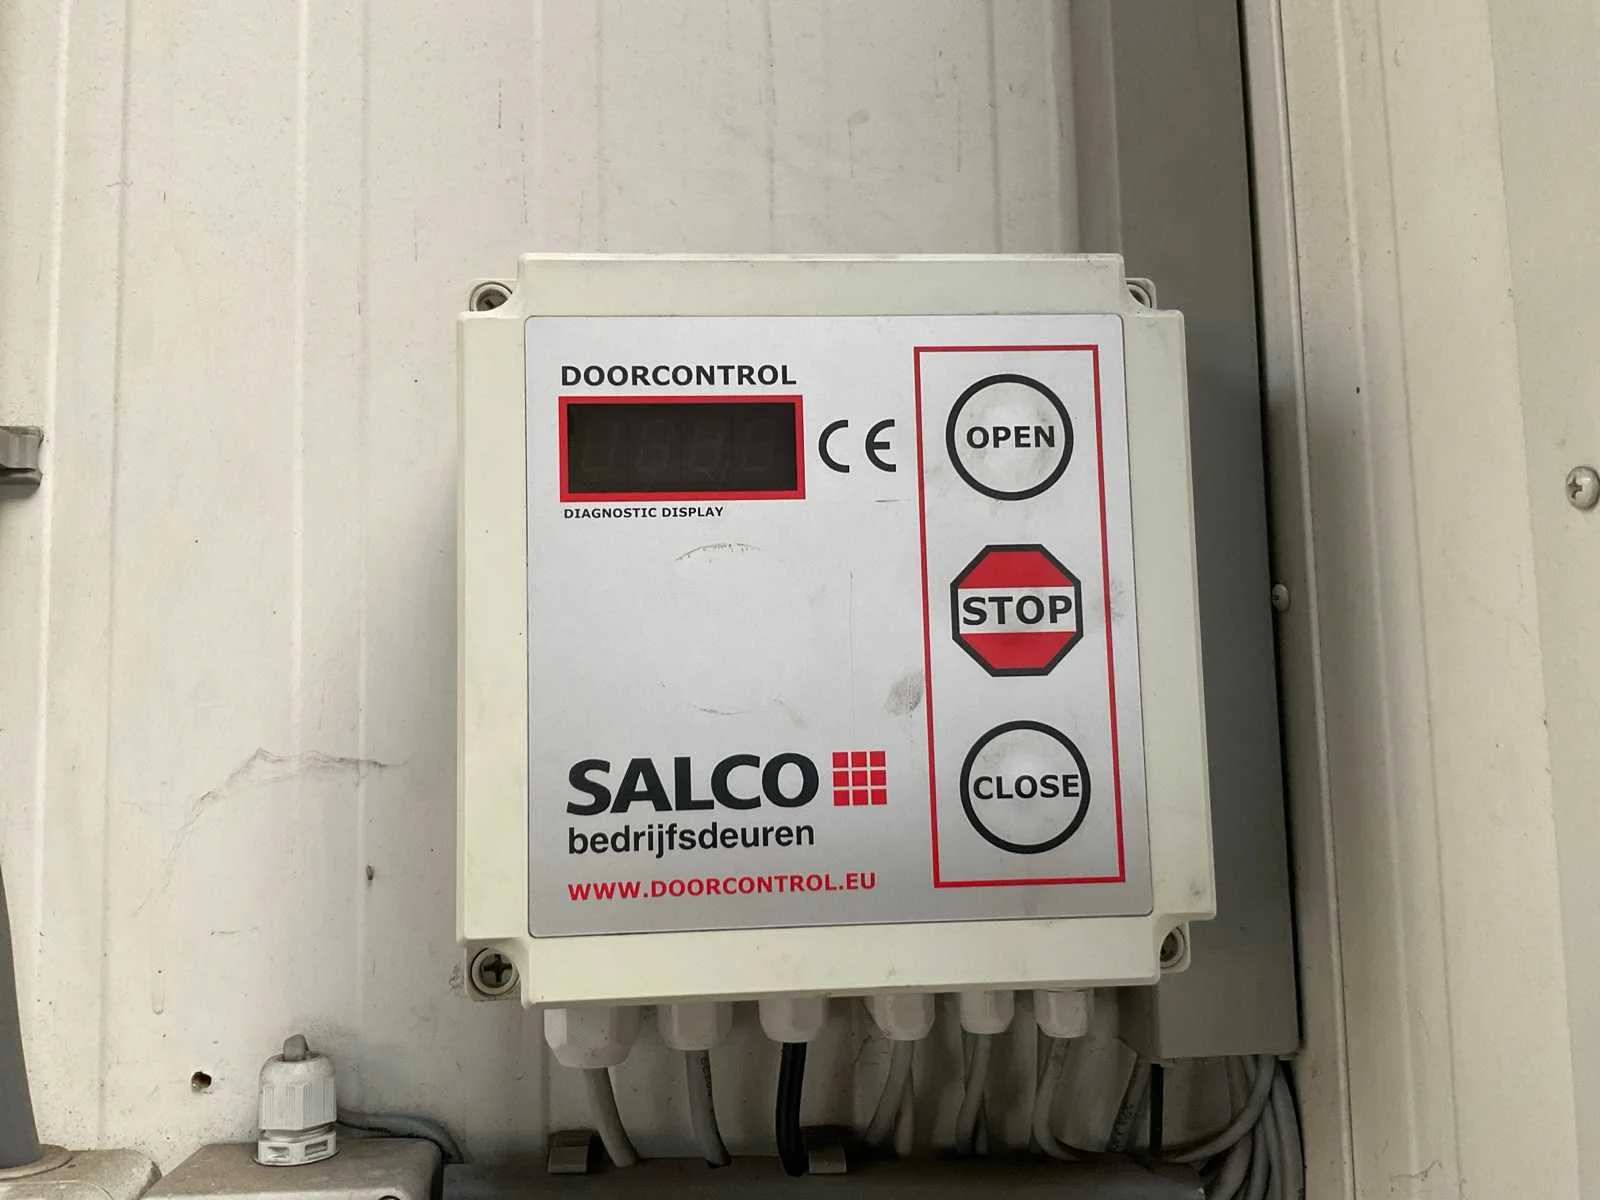 DOORCONTROL
CE
DIAGNOSTIC DISPLAY
OPEN
STOP
CLOSE
SALCO
bedrijfsdeuren
WWW.DOORCONTROL.EU